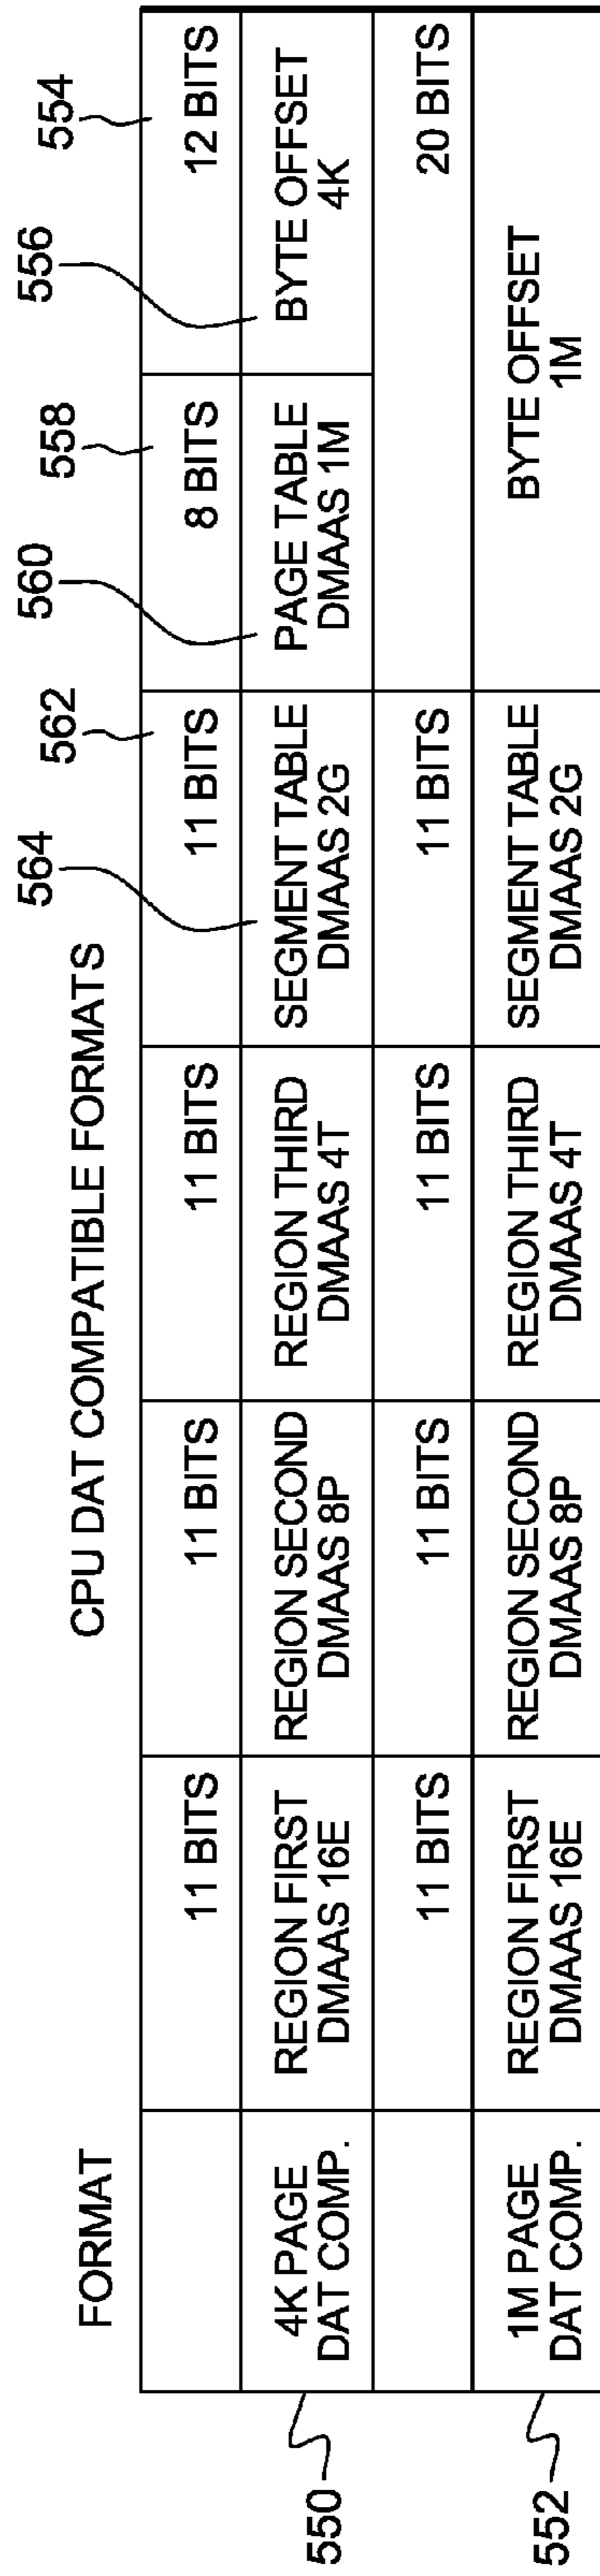 CPU DAT COMPATIBLE FORMATS
FORMAT
564
562
560
558
556
554
11 BITS
11 BITS
11 BITS
11 BITS
8 BITS
12 BITS
550
4K PAGE
DAT COMP.
REGION FIRST
DMAAS 16E
REGION SECOND
DMAAS 8P
REGION THIRD
DMAAS 4T
SEGMENT TABLE
DMAAS 2G
PAGE TABLE
DMAAS 1M
BYTE OFFSET
4K
11 BITS
11 BITS
11 BITS
11 BITS
20 BITS
552
1M PAGE
DAT COMP.
REGION FIRST
DMAAS 16E
REGION SECOND
DMAAS 8P
REGION THIRD
DMAAS 4T
SEGMENT TABLE
DMAAS 2G
BYTE OFFSET
1M